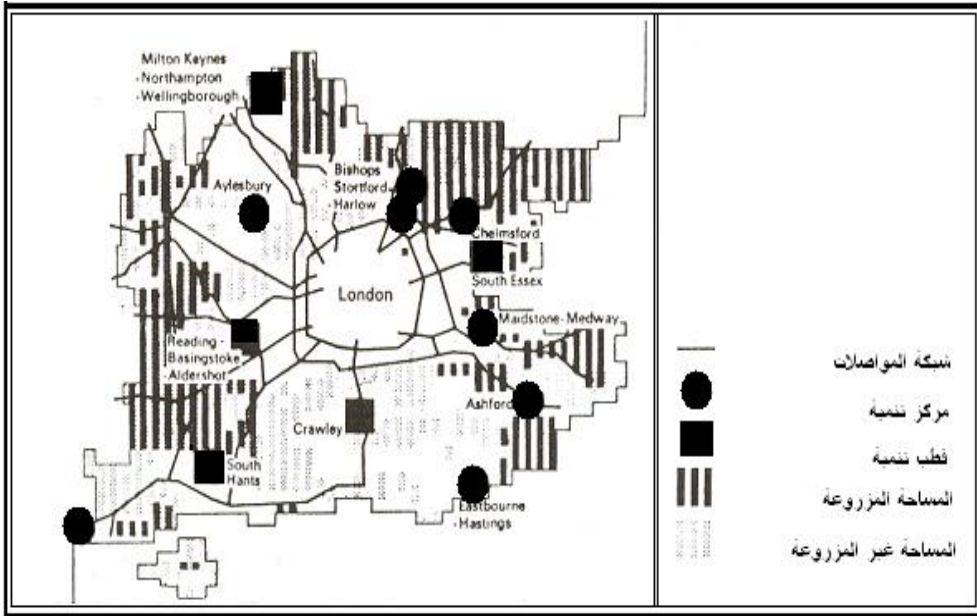 Milton Kaynes
-Northampton
-Wellingborough
Aylesbury
Bishops
Stortford
-Harlow
Chelmsford
South Essex
London
Maidstone-Medway
Reading-
Basingstoke
-Aldershot
Ashford
Crawley
South
Hants
Eastbourne
-Hastings
شبكة المواصلات
مركز تنمية
قطب تنمية
المساحة المزروعة
المساحة غير المزروعة